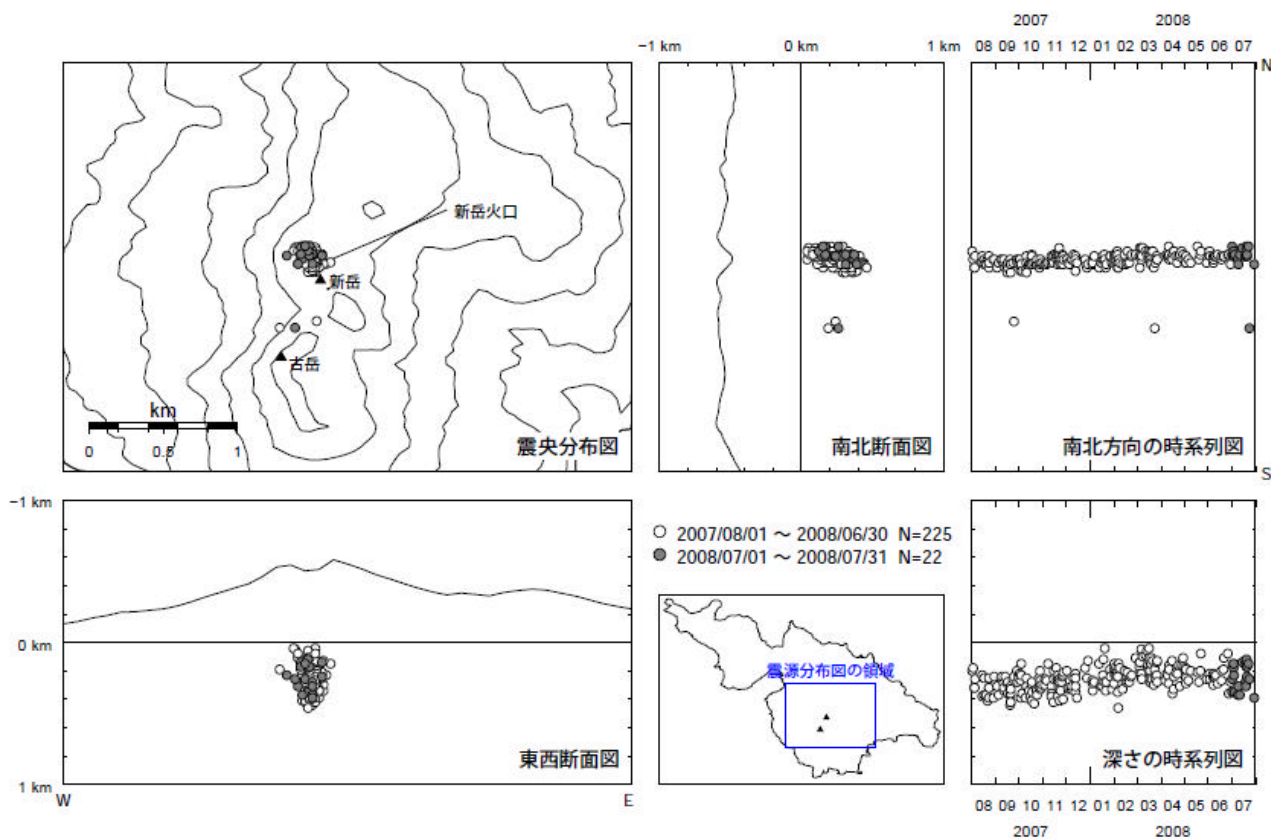 2007 2008
−1 km 0 km 1 km 08 09 10 11 12 01 02 03 04 05 06 07
N
新岳火口
新岳
古岳
km
0 0.5 1
震央分布図
南北断面図
南北方向の時系列図
S
−1 km
0 km
1 km
W E
東西断面図
○ 2007/08/01 ～ 2008/06/30 N=225
● 2008/07/01 ～ 2008/07/31 N=22
震源分布図の領域
深さの時系列図
08 09 10 11 12 01 02 03 04 05 06 07
2007 2008